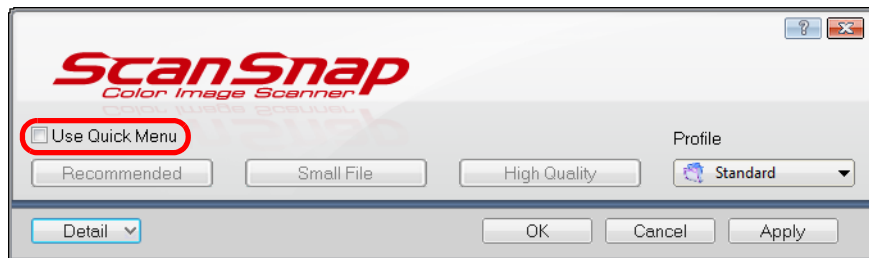 ?
ScanSnap
Color Image Scanner
Use Quick Menu
Profile
Recommended Small File High Quality Standard
Detail OK Cancel Apply